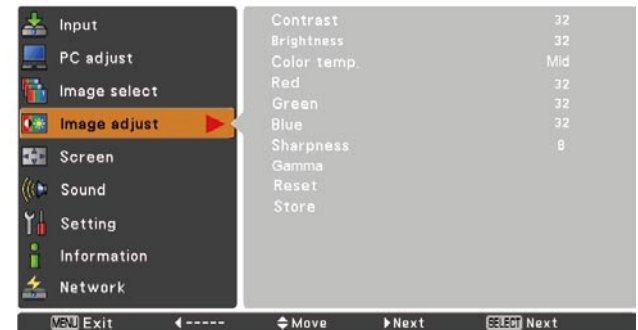 Input
PC adjust
Image select
Image adjust
Screen
Sound
Setting
Information
Network
Contrast 32
Brightness 32
Color temp. Mid
Red 32
Green 32
Blue 32
Sharpness 8
Gamma
Reset
Store
MENU Exit ----- Move Next SELECT Next